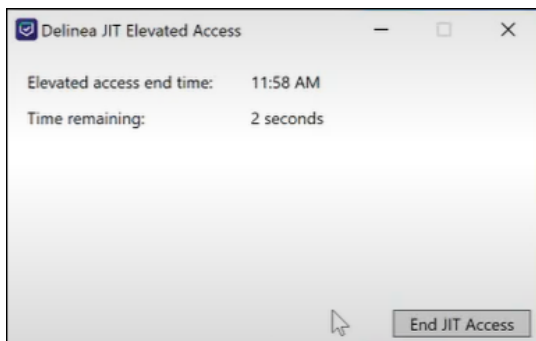 Delinea JIT Elevated Access
Elevated access end time: 11:58 AM
Time remaining: 2 seconds
End JIT Access